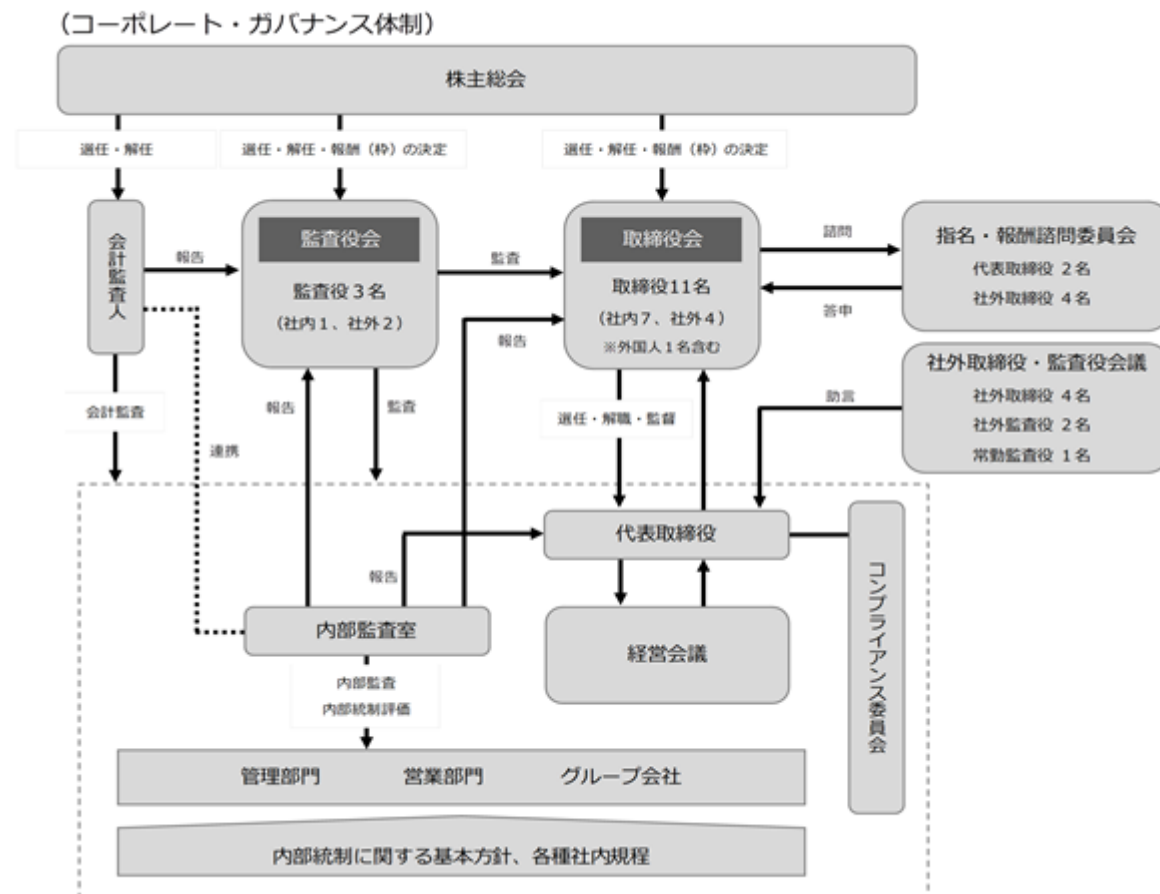 （コーポレート・ガバナンス体制）
株主総会
選任・解任
選任・解任・報酬（枠）の決定
選任・解任・報酬（枠）の決定
会計監査人
報告
監査役会
監査役３名
（社内１、社外２）
監査
取締役会
取締役11名
（社内７、社外４）
※外国人１名含む
諮問
答申
指名・報酬諮問委員会
代表取締役 2名
社外取締役 4名
社外取締役・監査役会議
社外取締役 4名
社外監査役 2名
常勤監査役 1名
助言
会計監査
連携
報告
監査
報告
選任・解職・監督
代表取締役
報告
内部監査室
経営会議
コンプライアンス委員会
内部監査
内部統制評価
管理部門
営業部門
グループ会社
内部統制に関する基本方針、各種社内規程